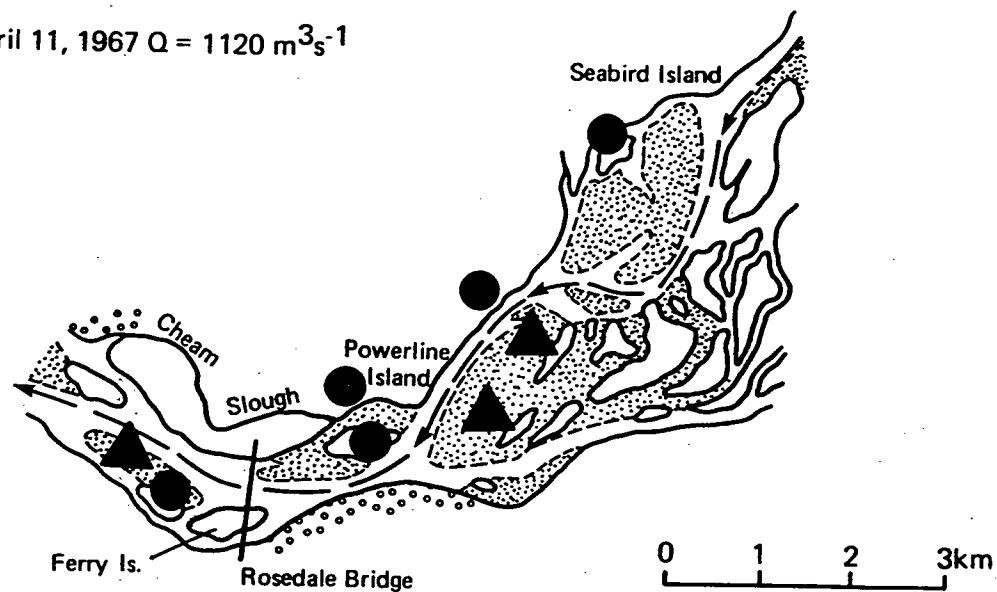 ril 11, 1967 Q = 1120 m³s⁻¹
Seabird Island
Cheam
Slough
Powerline
Island
Ferry Is.
Rosedale Bridge
0 1 2 3km